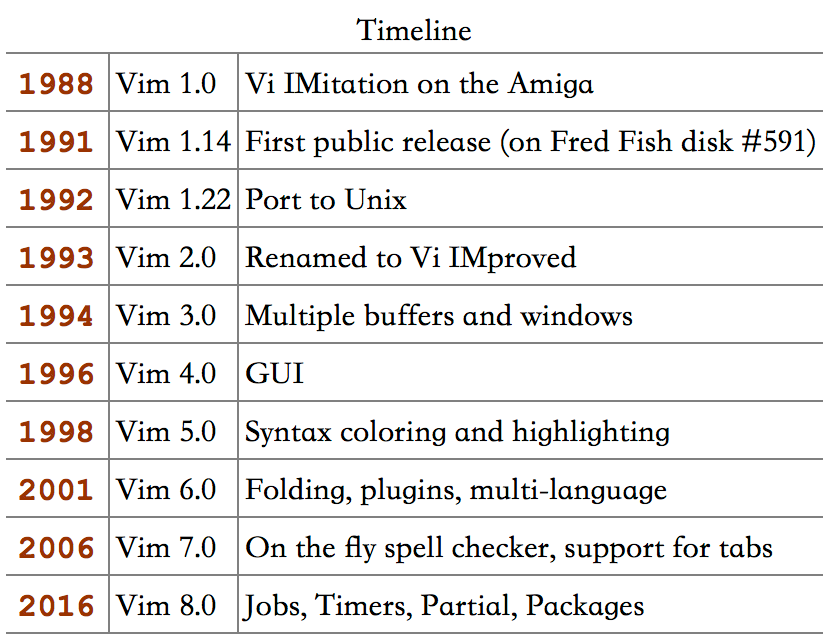 Timeline
1988 Vim 1.0 Vi IMitation on the Amiga
1991 Vim 1.14 First public release (on Fred Fish disk #591)
1992 Vim 1.22 Port to Unix
1993 Vim 2.0 Renamed to Vi IMproved
1994 Vim 3.0 Multiple buffers and windows
1996 Vim 4.0 GUI
1998 Vim 5.0 Syntax coloring and highlighting
2001 Vim 6.0 Folding, plugins, multi-language
2006 Vim 7.0 On the fly spell checker, support for tabs
2016 Vim 8.0 Jobs, Timers, Partial, Packages